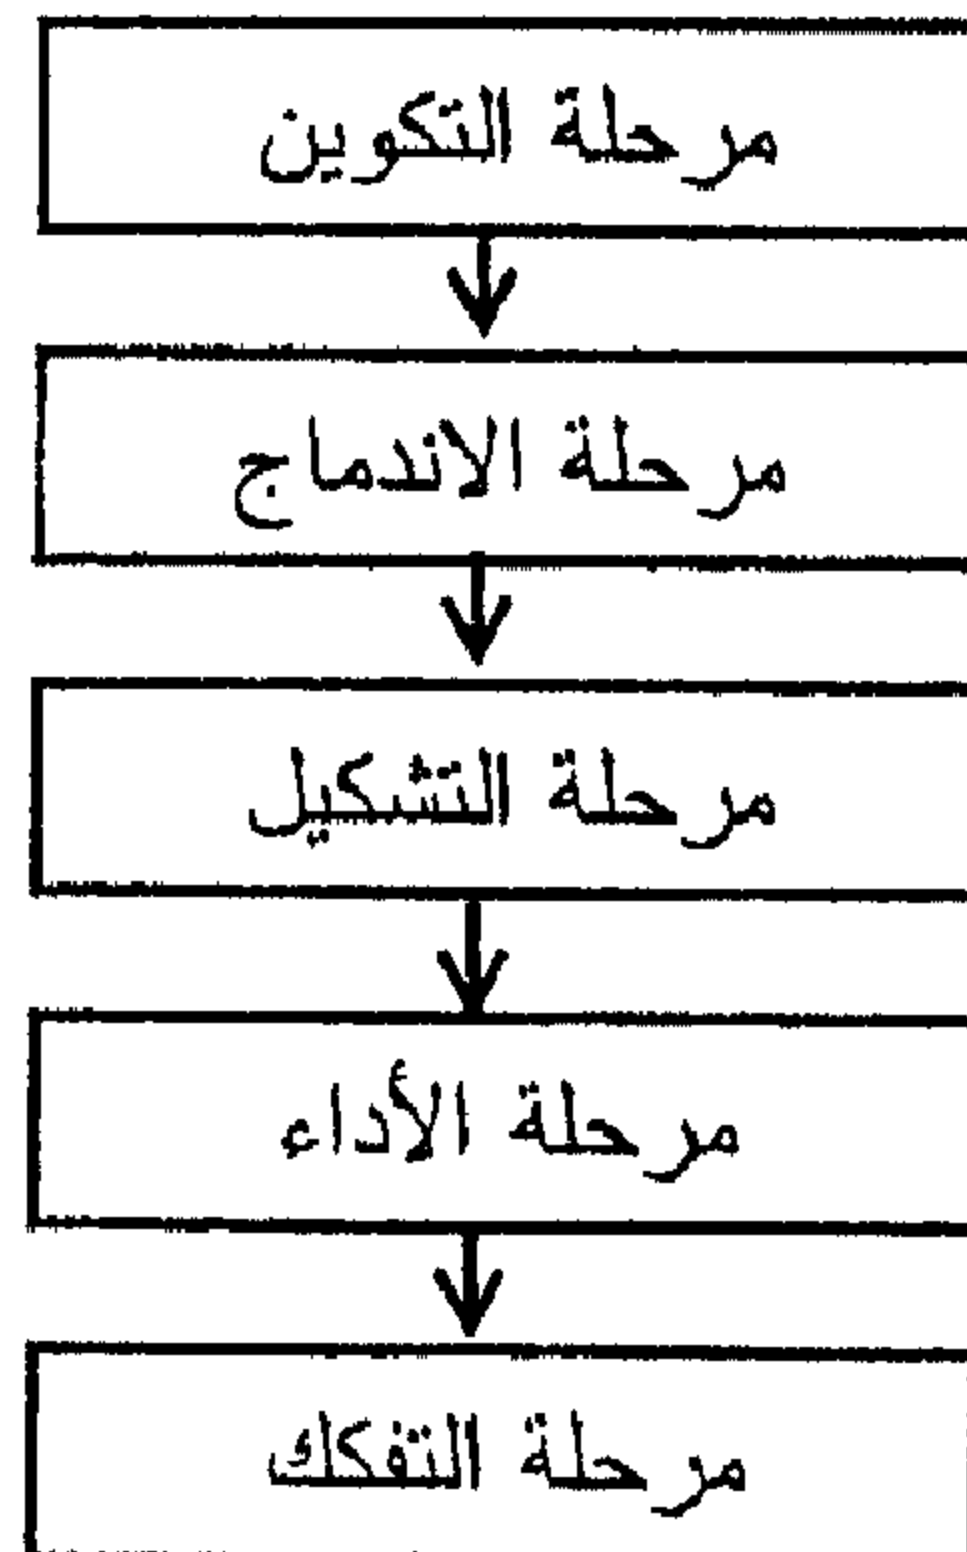 مرحلة التكوين
مرحلة الاندماج
مرحلة التشكيل
مرحلة الأداء
مرحلة التفكك